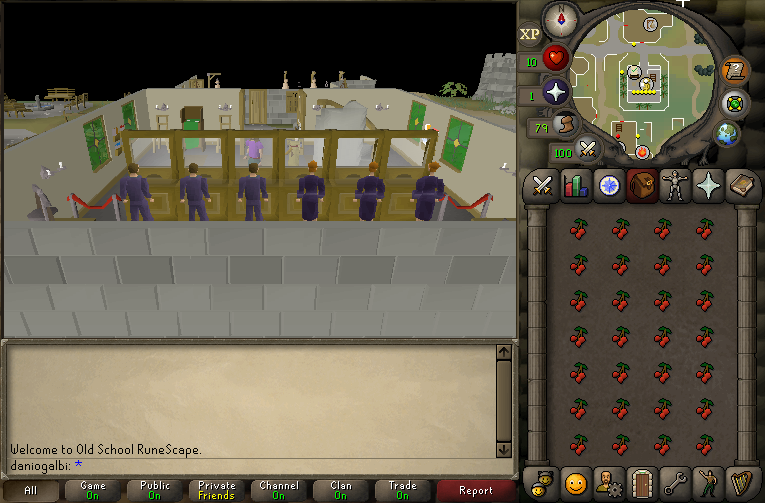 N
XP
10
1
79
100
Welcome to Old School RuneScape.
daniogalbi: *
All
Game
On
Public
On
Private
Friends
Channel
On
Clan
On
Trade
On
Report